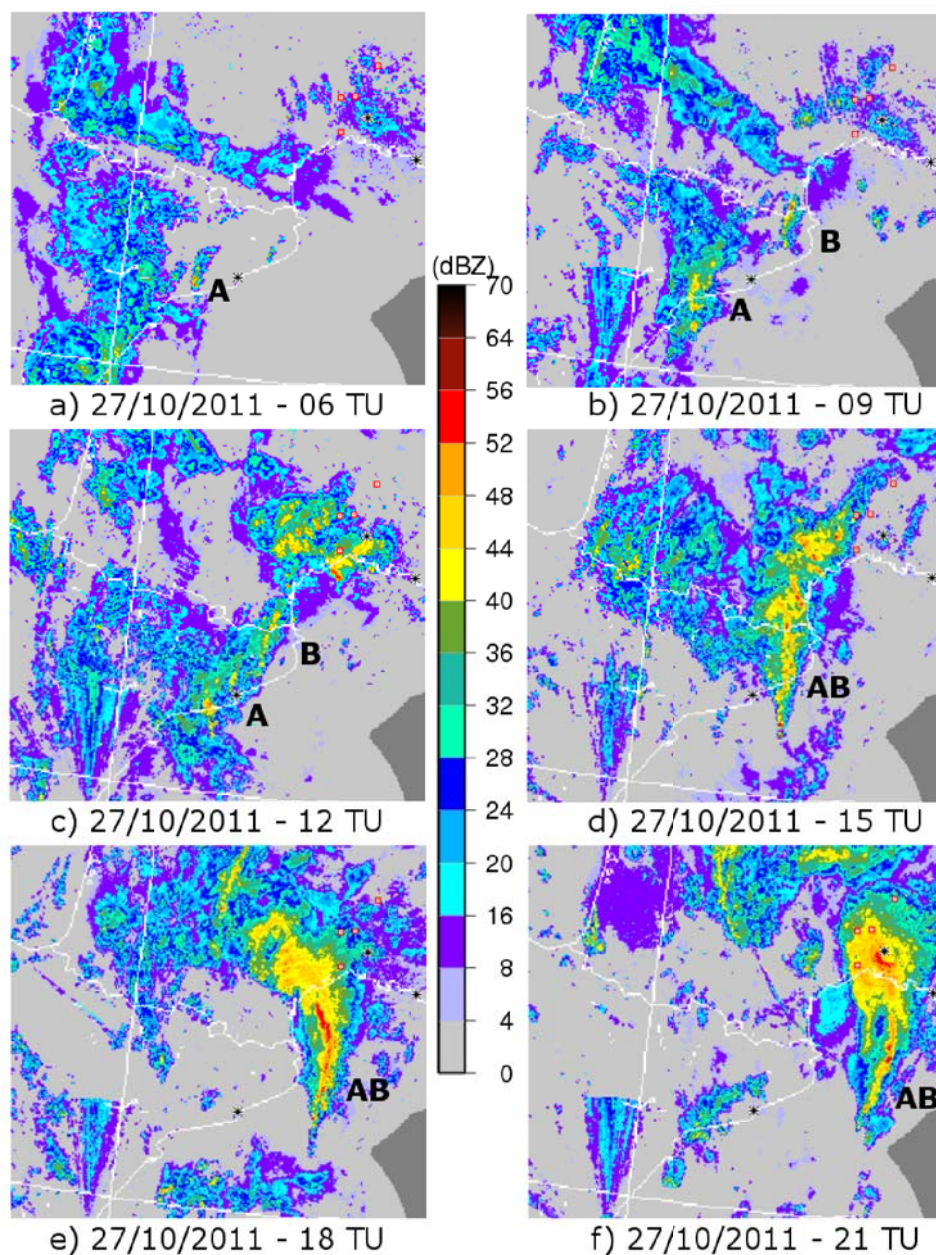 A
a) 27/10/2011 - 06 TU
B
A
b) 27/10/2011 - 09 TU
(dBZ)
70
64
56
52
48
44
40
36
32
28
24
20
16
8
4
0
B
A
c) 27/10/2011 - 12 TU
AB
d) 27/10/2011 - 15 TU
AB
e) 27/10/2011 - 18 TU
AB
f) 27/10/2011 - 21 TU